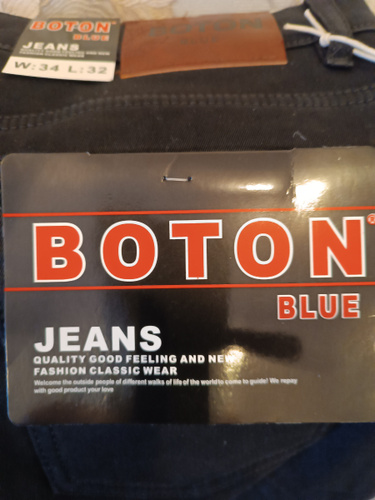 BOTON
BLUE
JEANS
W:34 L:32
BOTON®
BLUE
JEANS
QUALITY GOOD FEELING AND NEW
FASHION CLASSIC WEAR
Welcome the outside people of different walks of life of the world to come to guide! We repay
with good product your love